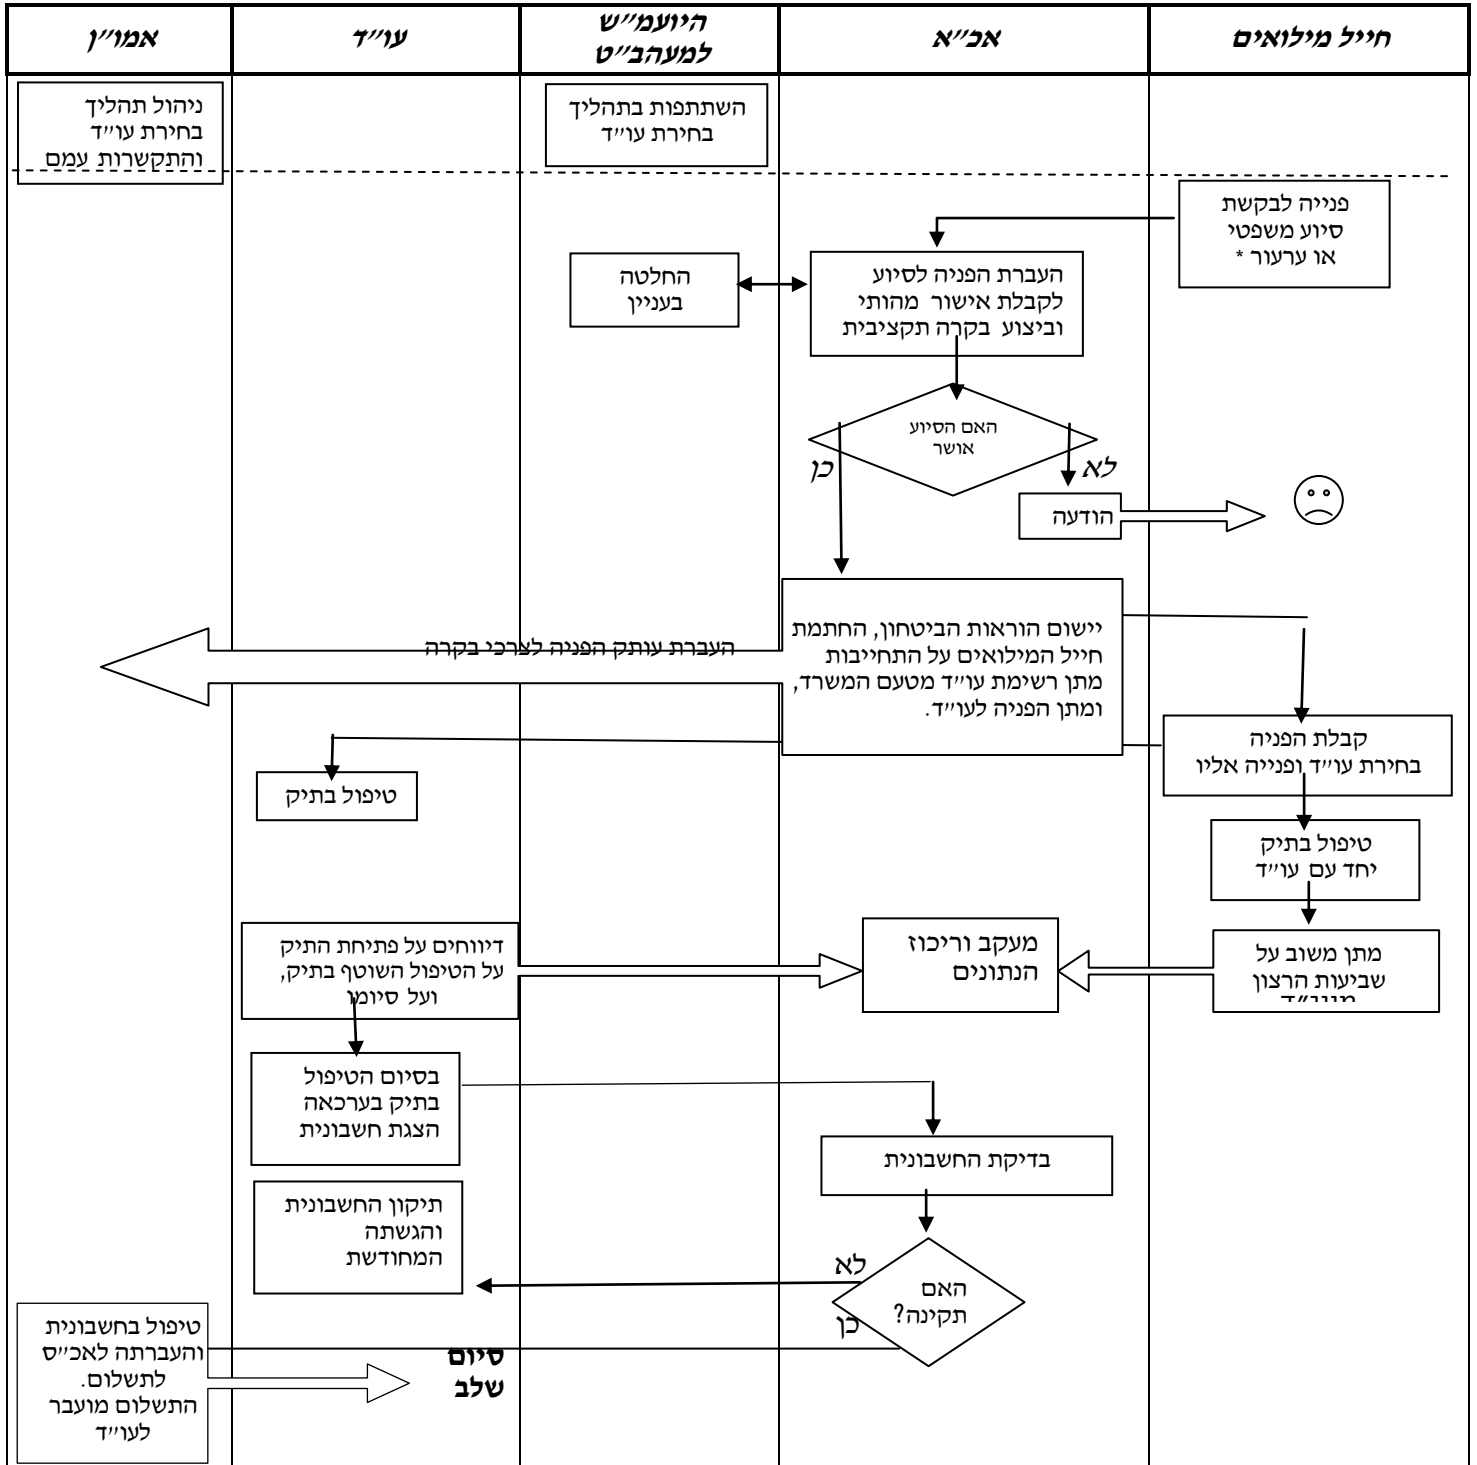 חייל מילואים
אכ״א
היועמ״ש
למעהב״ט
עו״ד
אמו״ן
השתתפות בתהליך
בחירת עו״ד
ניהול תהליך
בחירת עו״ד
והתקשרות עמם
פנייה לבקשת
סיוע משפטי
או ערעור *
העברת הפניה לסיוע
לקבלת אישור מהותי
וביצוע בקרה תקציבית
החלטה
בעניין
האם הסיוע
אושר
לא
כן
הודעה
יישום הוראות הביטחון, החתמת
חייל המילואים על התחייבות
מתן רשימת עו״ד מטעם המשרד,
ומתן הפניה לעו״ד.
העברת עותק הפניה לצרכי בקרה
קבלת הפניה
בחירת עו״ד ופנייה אליו
טיפול בתיק
טיפול בתיק
יחד עם עו״ד
מתן משוב על
שביעות הרצון
מעקב וריכוז
הנתונים
דיווחים על פתיחת התיק
על הטיפול השוטף בתיק,
ועל סיומו
בסיום הטיפול
בתיק בערכאה
הצגת חשבונית
בדיקת החשבונית
תיקון החשבונית
והגשתה
המחודשת
לא
האם
תקינה?
כן
טיפול בחשבונית
והעברתה לאכ״ס
לתשלום.
התשלום מועבר
לעו״ד
סיום
שלב